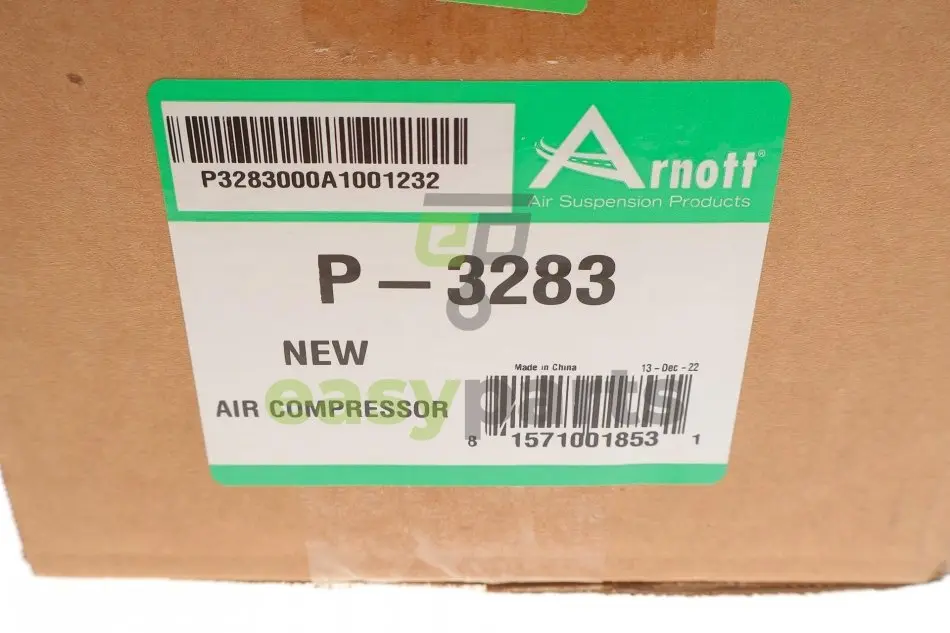 P3283000A1001232
Arnott®
Air Suspension Products
P – 3283
NEW
AIR COMPRESSOR
Made in China
13 - Dec - 22
8 1571001853 1
easyparts